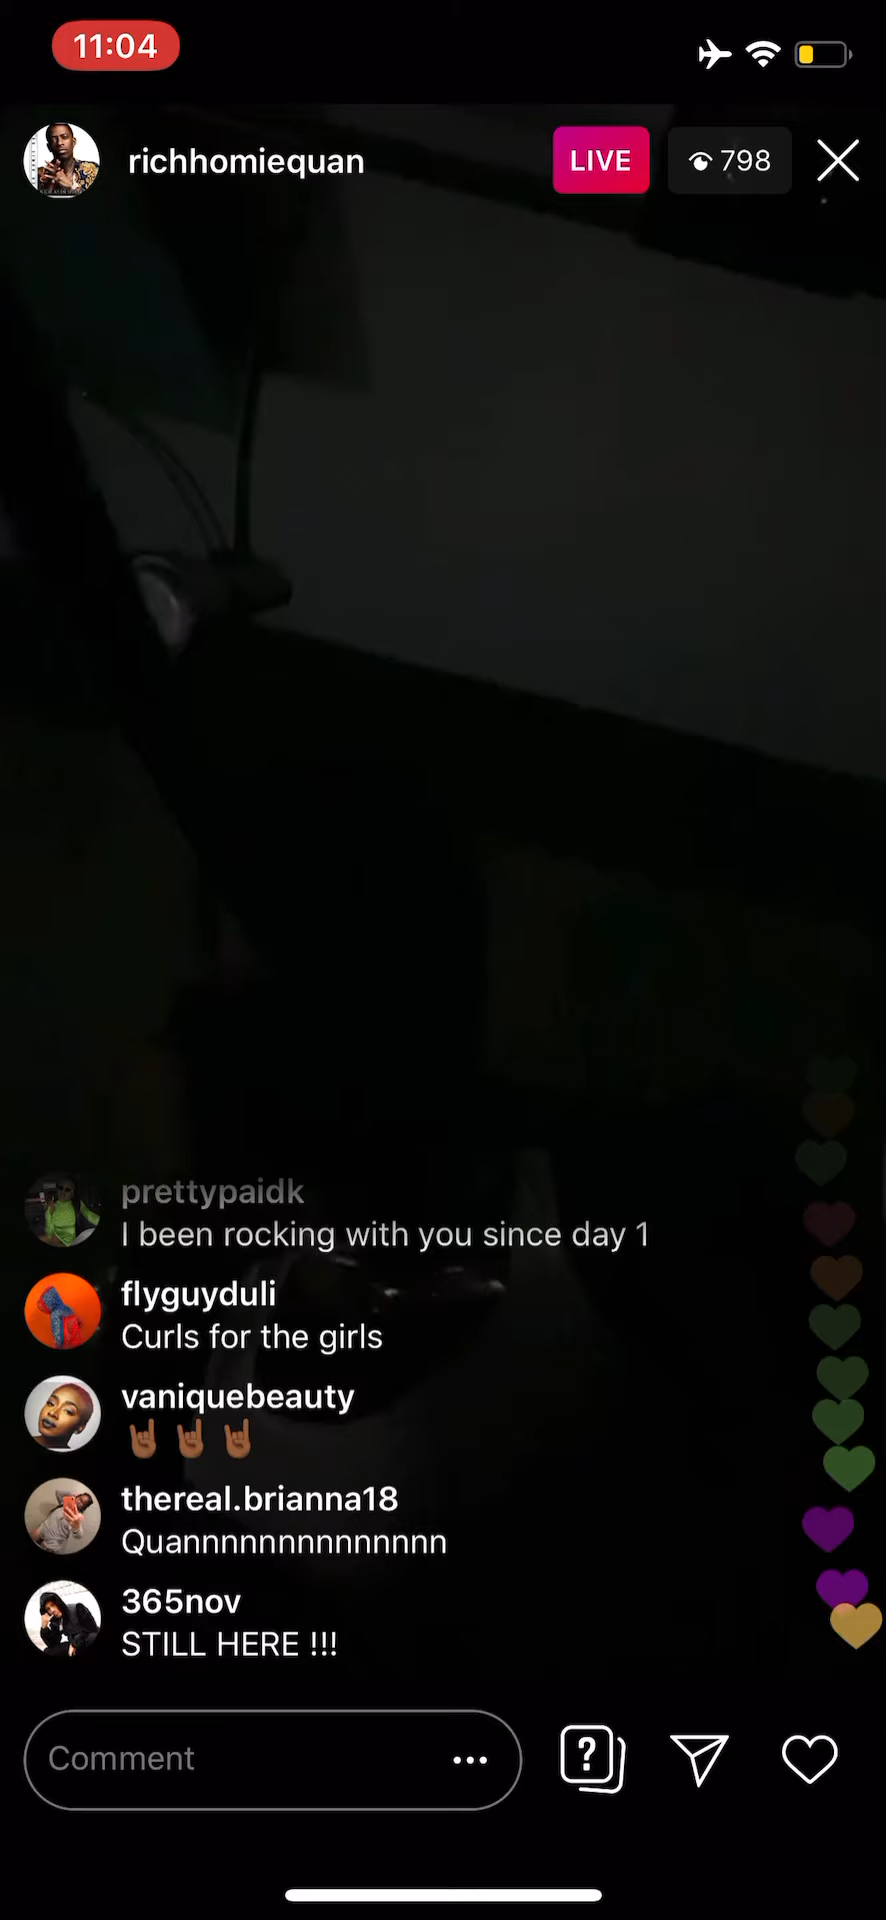 11:04
richhomiequan
LIVE
798
prettypaidk
I been rocking with you since day 1
flyguyduli
Curls for the girls
vaniquebeauty
🤘🏾 🤘🏾 🤘🏾
thereal.brianna18
Quannnnnnnnnnnnnn
365nov
STILL HERE !!!
Comment